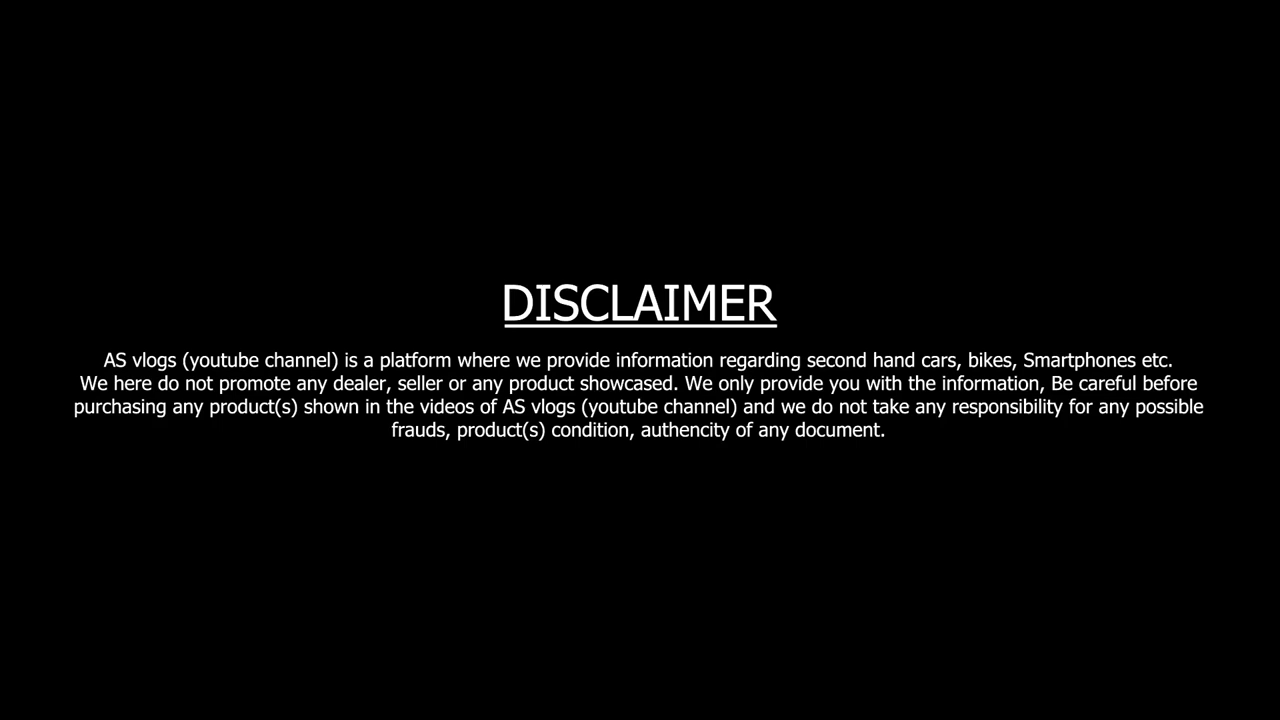 DISCLAIMER
AS vlogs (youtube channel) is a platform where we provide information regarding second hand cars, bikes, Smartphones etc.
We here do not promote any dealer, seller or any product showcased. We only provide you with the information, Be careful before
purchasing any product(s) shown in the videos of AS vlogs (youtube channel) and we do not take any responsibility for any possible
frauds, product(s) condition, authencity of any document.